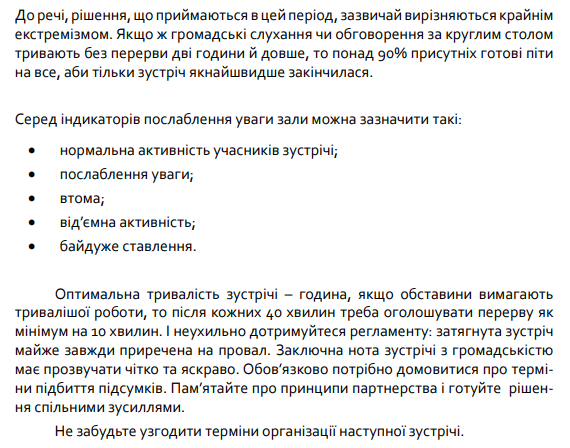 До речі, рішення, що приймаються в цей період, зазвичай вирізняються крайнім
екстремізмом. Якщо ж громадські слухання чи обговорення за круглим столом
тривають без перерви дві години й довше, то понад 90% присутніх готові піти
на все, аби тільки зустріч якнайшвидше закінчилася.
Серед індикаторів послаблення уваги зали можна зазначити такі:
• нормальна активність учасників зустрічі;
• послаблення уваги;
• втома;
• від’ємна активність;
• байдуже ставлення.
Оптимальна тривалість зустрічі – година, якщо обставини вимагають
тривалішої роботи, то після кожних 40 хвилин треба оголошувати перерву як
мінімум на 10 хвилин. І неухильно дотримуйтеся регламенту: затягнута зустріч
майже завжди приречена на провал. Заключна нота зустрічі з громадськістю
має прозвучати чітко та яскраво. Обов’язково потрібно домовитися про термі-
ни підбиття підсумків. Пам’ятайте про принципи партнерства і готуйте рішен-
ня спільними зусиллями.
Не забудьте узгодити терміни організації наступної зустрічі.